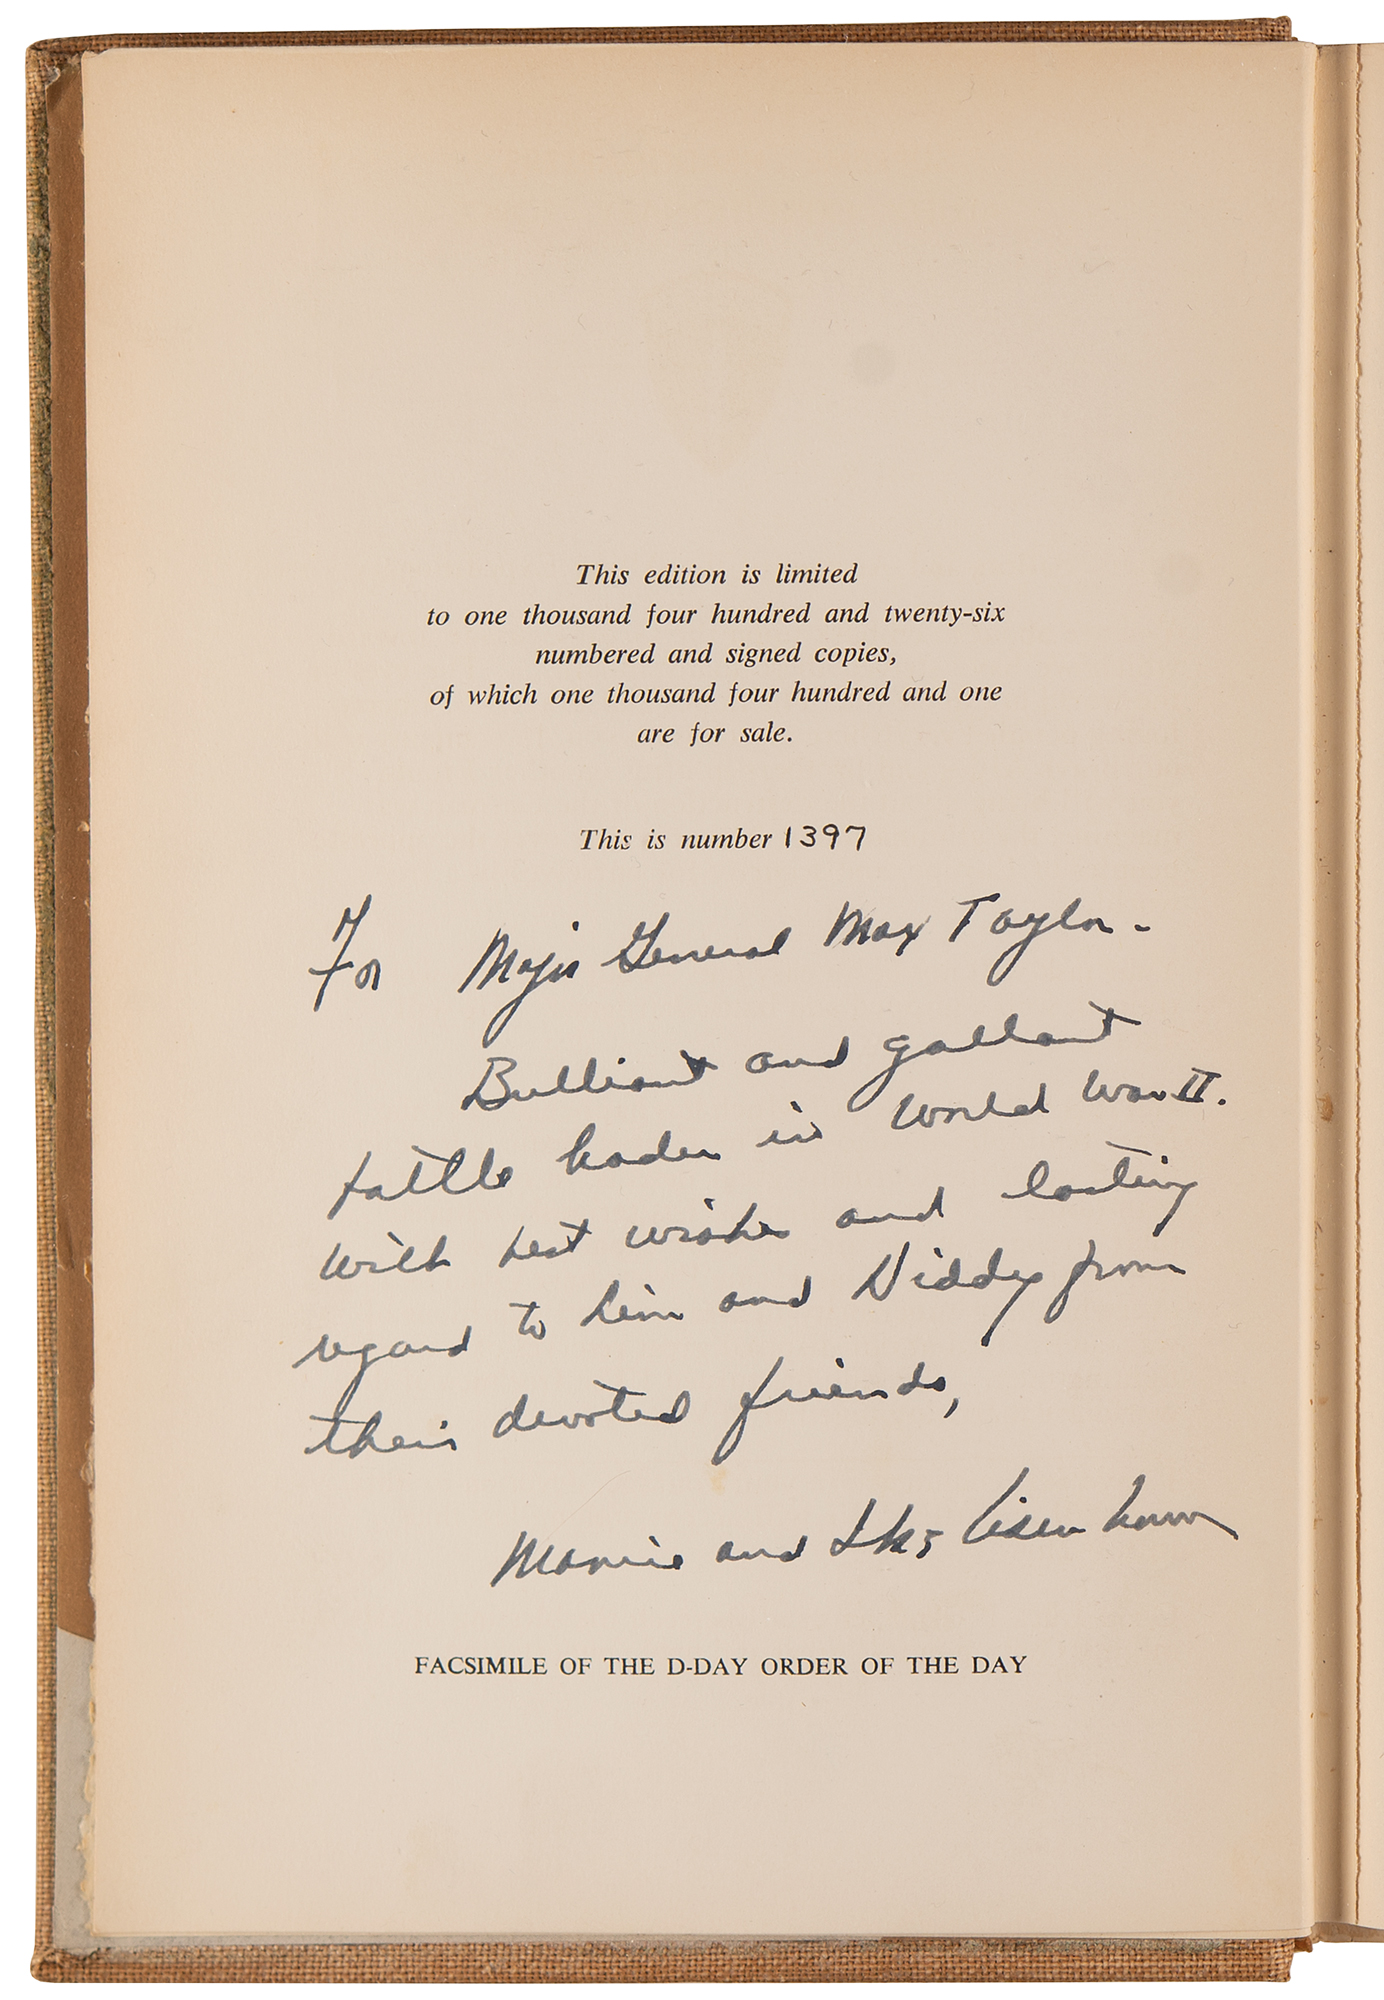 This edition is limited
to one thousand four hundred and twenty-six
numbered and signed copies,
of which one thousand four hundred and one
are for sale.
This is number 1397
For Major General Max Taylor -
Brilliant and gallant
battle leader in World War II.
With best wishes and lasting
regard to him and Diddy from
their devoted friends,
Mamie and Ike Eisenhower
FACSIMILE OF THE D-DAY ORDER OF THE DAY